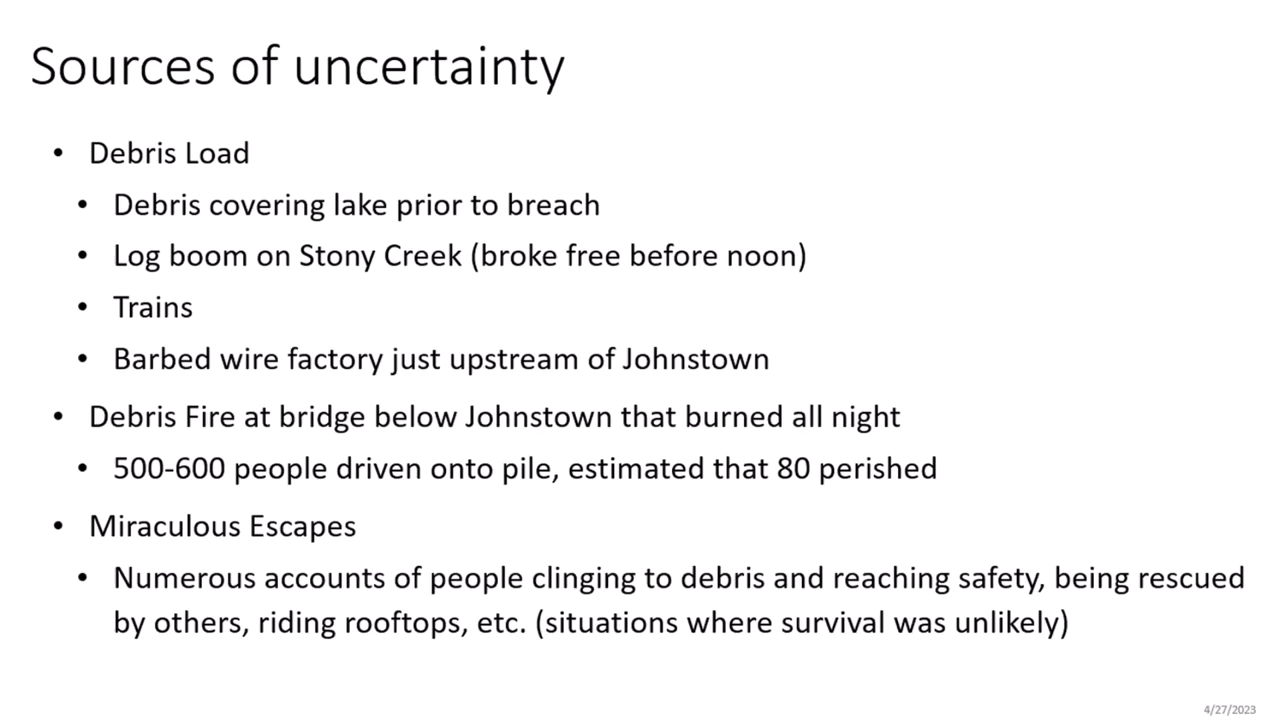 Sources of uncertainty
• Debris Load
• Debris covering lake prior to breach
• Log boom on Stony Creek (broke free before noon)
• Trains
• Barbed wire factory just upstream of Johnstown
• Debris Fire at bridge below Johnstown that burned all night
• 500-600 people driven onto pile, estimated that 80 perished
• Miraculous Escapes
• Numerous accounts of people clinging to debris and reaching safety, being rescued
by others, riding rooftops, etc. (situations where survival was unlikely)
4/27/2023